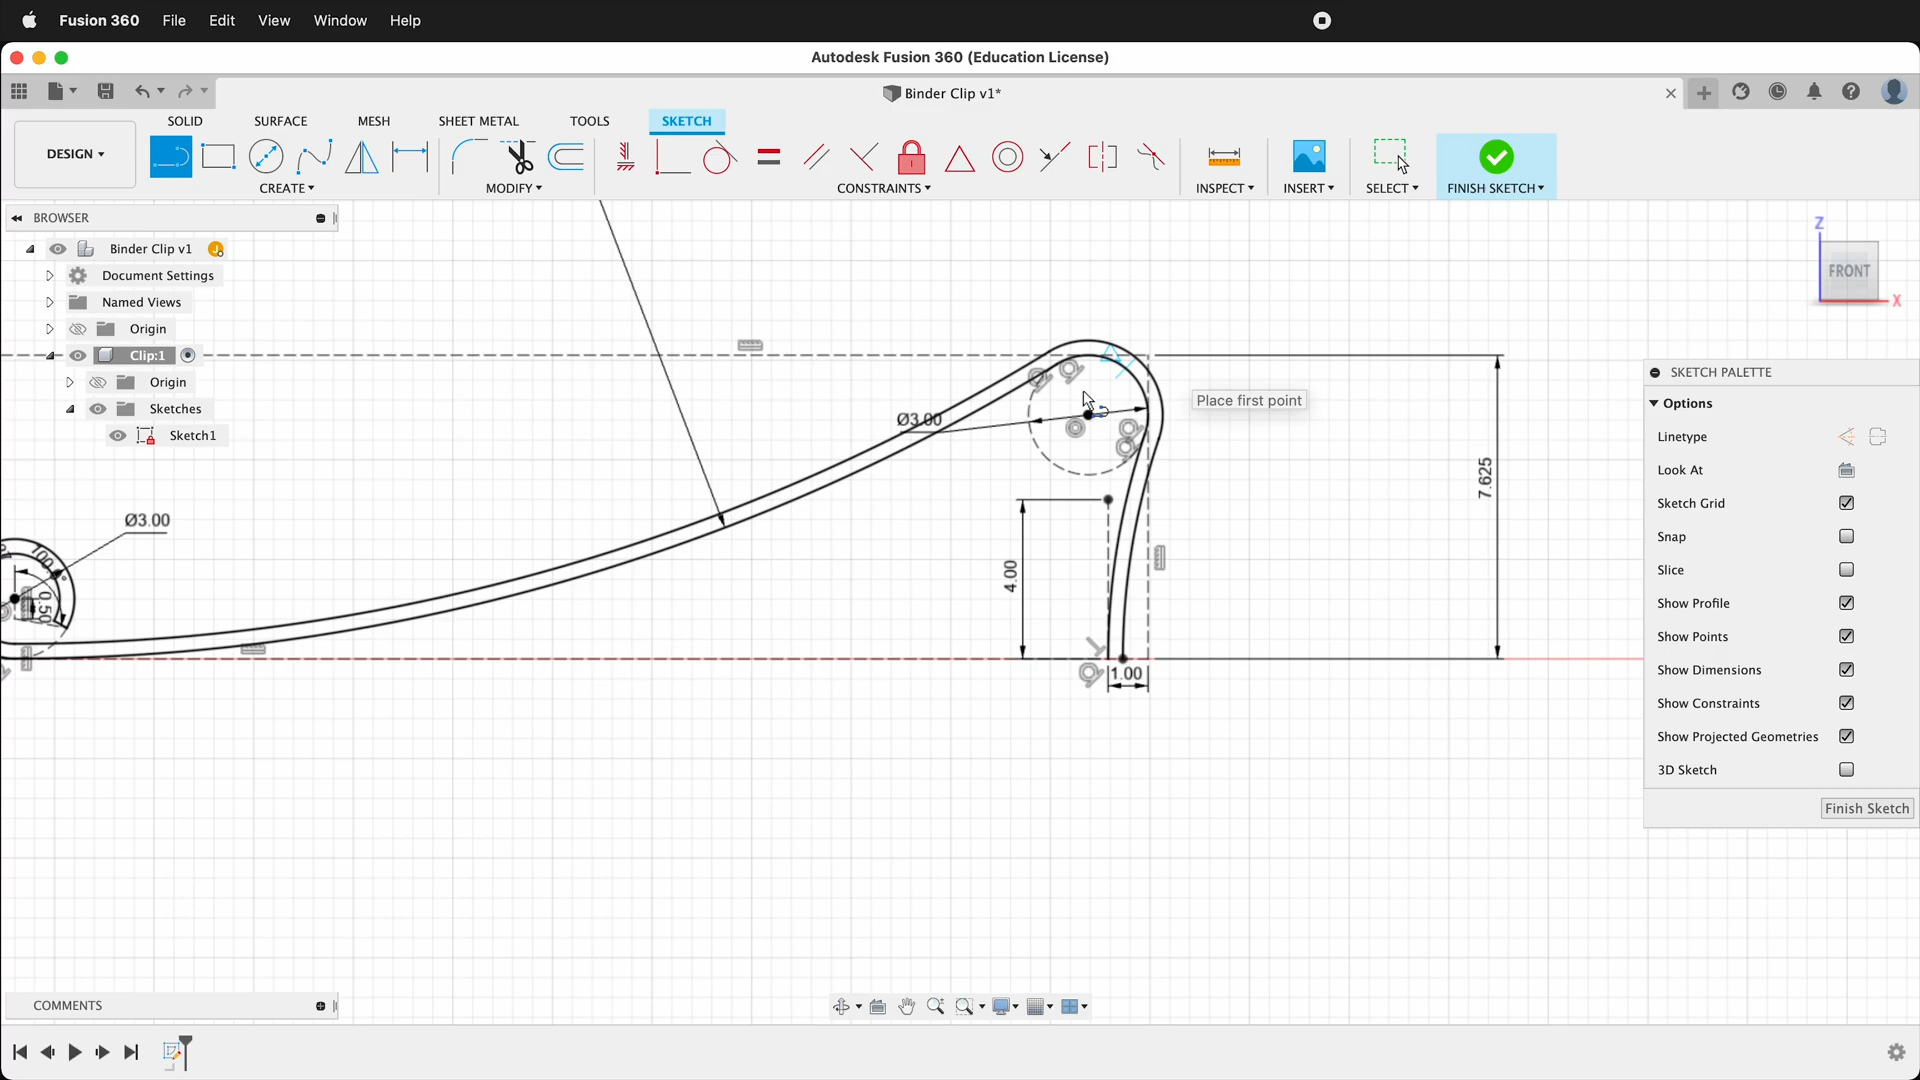 Fusion 360 File Edit View Window Help
Autodesk Fusion 360 (Education License)
Binder Clip v1*
SOLID SURFACE MESH SHEET METAL TOOLS SKETCH
DESIGN
CREATE MODIFY CONSTRAINTS INSPECT INSERT SELECT FINISH SKETCH
BROWSER
Binder Clip v1
Document Settings
Named Views
Origin
Clip:1
Origin
Sketches
Sketch1
Z
FRONT
X
SKETCH PALETTE
Options
Linetype
Look At
Sketch Grid
Snap
Slice
Show Profile
Show Points
Show Dimensions
Show Constraints
Show Projected Geometries
3D Sketch
Finish Sketch
Place first point
Ø3.00
7.625
Ø3.00
0.50
4.00
1.00
COMMENTS